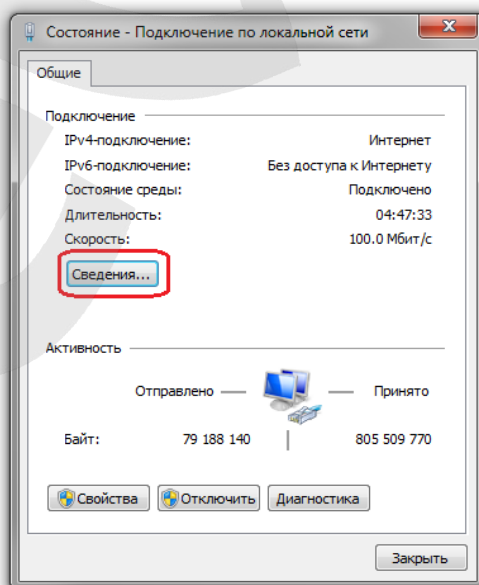 Состояние - Подключение по локальной сети
Общие
Подключение
IPv4-подключение: Интернет
IPv6-подключение: Без доступа к Интернету
Состояние среды: Подключено
Длительность: 04:47:33
Скорость: 100.0 Мбит/с
Сведения...
Активность
Отправлено — — Принято
Байт: 79 188 140 | 805 509 770
Свойства Отключить Диагностика
Закрыть